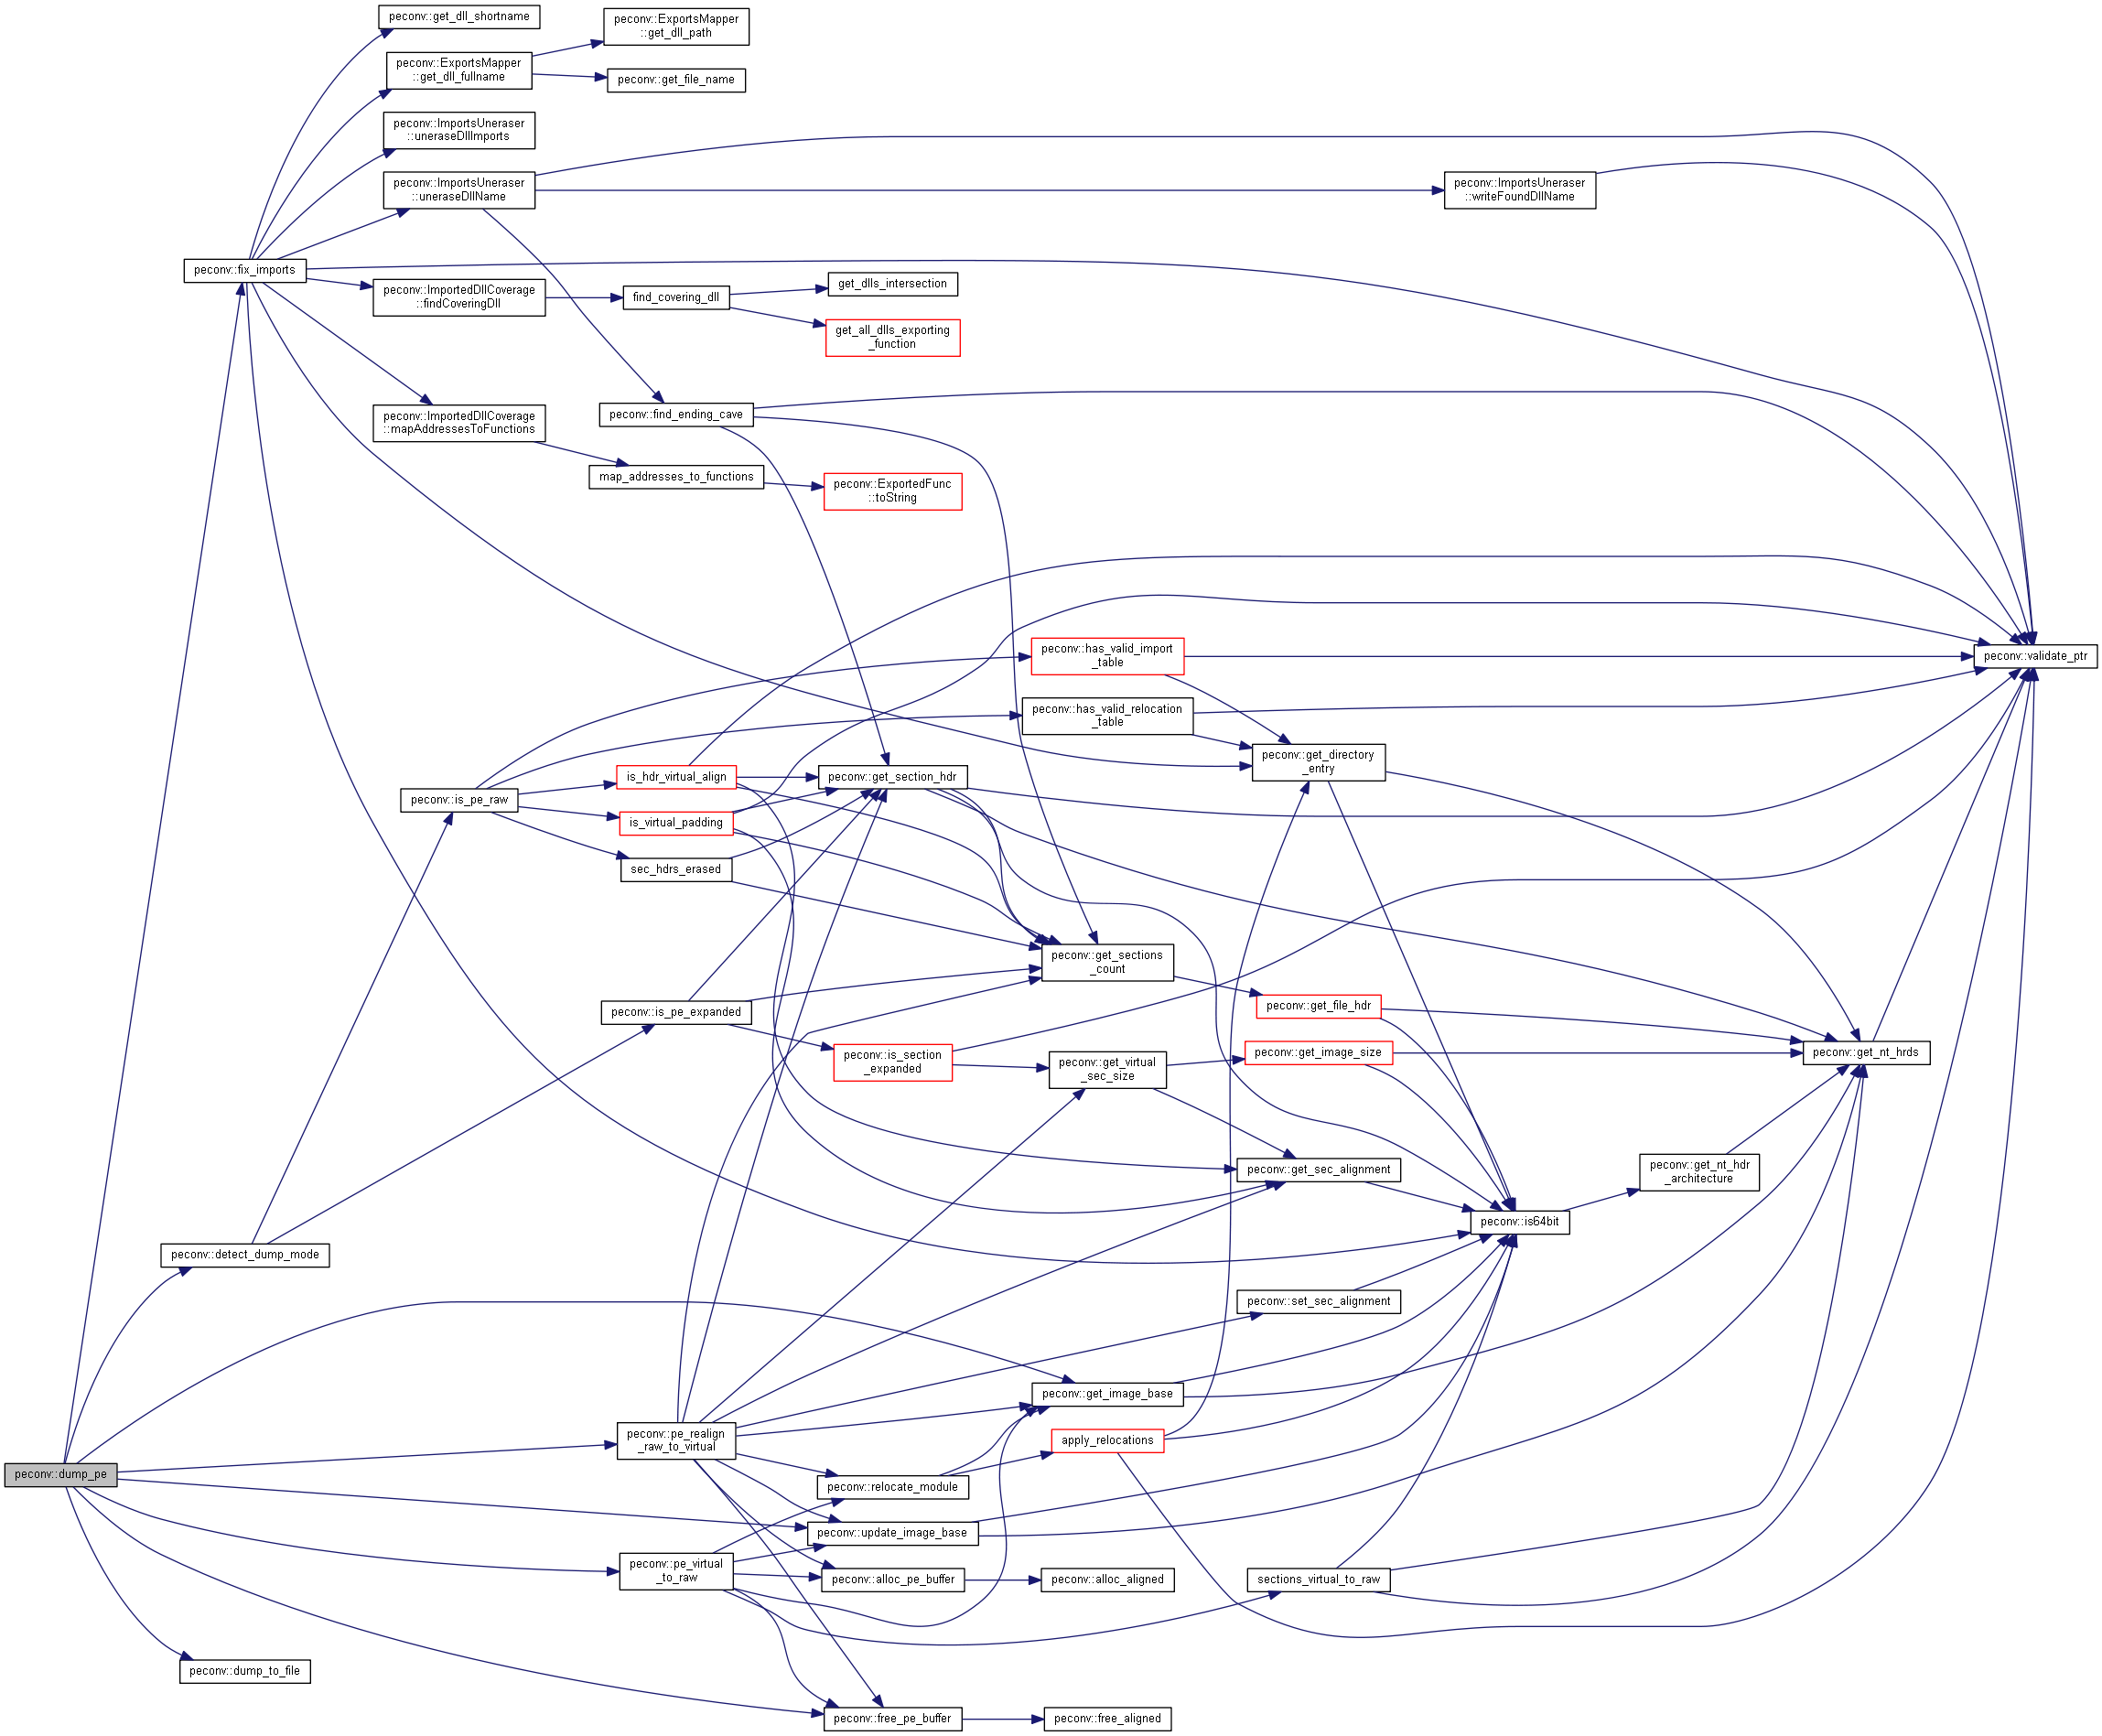 peconv::get_dll_shortname
peconv::ExportsMapper
::get_dll_path
peconv::ExportsMapper
::get_dll_fullname
peconv::get_file_name
peconv::ImportsUneraser
::uneraseDllImports
peconv::ImportsUneraser
::uneraseDllName
peconv::ImportsUneraser
::writeFoundDllName
peconv::fix_imports
peconv::ImportedDllCoverage
::findCoveringDll
find_covering_dll
get_dlls_intersection
get_all_dlls_exporting
_function
peconv::ImportedDllCoverage
::mapAddressesToFunctions
peconv::find_ending_cave
map_addresses_to_functions
peconv::ExportedFunc
::toString
peconv::has_valid_import
_table
peconv::validate_ptr
peconv::has_valid_relocation
_table
peconv::get_directory
_entry
peconv::is_pe_raw
is_hdr_virtual_align
peconv::get_section_hdr
is_virtual_padding
sec_hdrs_erased
peconv::get_sections
_count
peconv::is_pe_expanded
peconv::get_file_hdr
peconv::is_section
_expanded
peconv::get_virtual
_sec_size
peconv::get_image_size
peconv::get_nt_hrds
peconv::get_sec_alignment
peconv::get_nt_hdr
_architecture
peconv::is64bit
peconv::detect_dump_mode
peconv::set_sec_alignment
peconv::get_image_base
peconv::pe_realign
_raw_to_virtual
apply_relocations
peconv::dump_pe
peconv::relocate_module
peconv::update_image_base
peconv::pe_virtual
_to_raw
peconv::alloc_pe_buffer
peconv::alloc_aligned
sections_virtual_to_raw
peconv::dump_to_file
peconv::free_pe_buffer
peconv::free_aligned